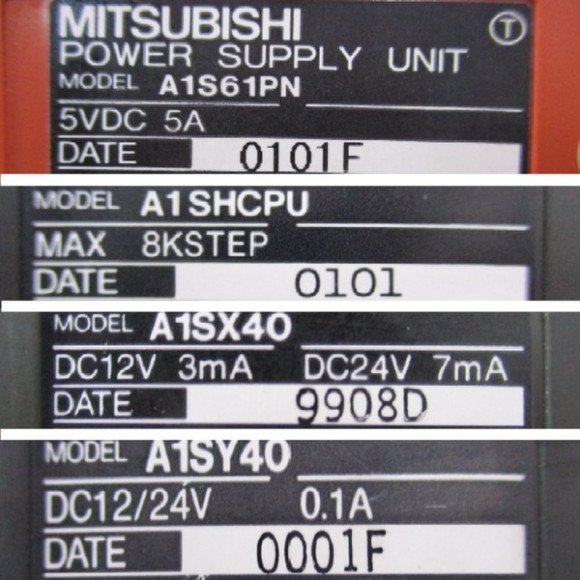 MITSUBISHI
T
POWER SUPPLY UNIT
MODEL A1S61PN
5VDC 5A
DATE 0101F
MODEL A1SHCPU
MAX 8KSTEP
DATE 0101
MODEL A1SX40
DC12V 3mA DC24V 7mA
DATE 9908D
MODEL A1SY40
DC12/24V 0.1A
DATE 0001F